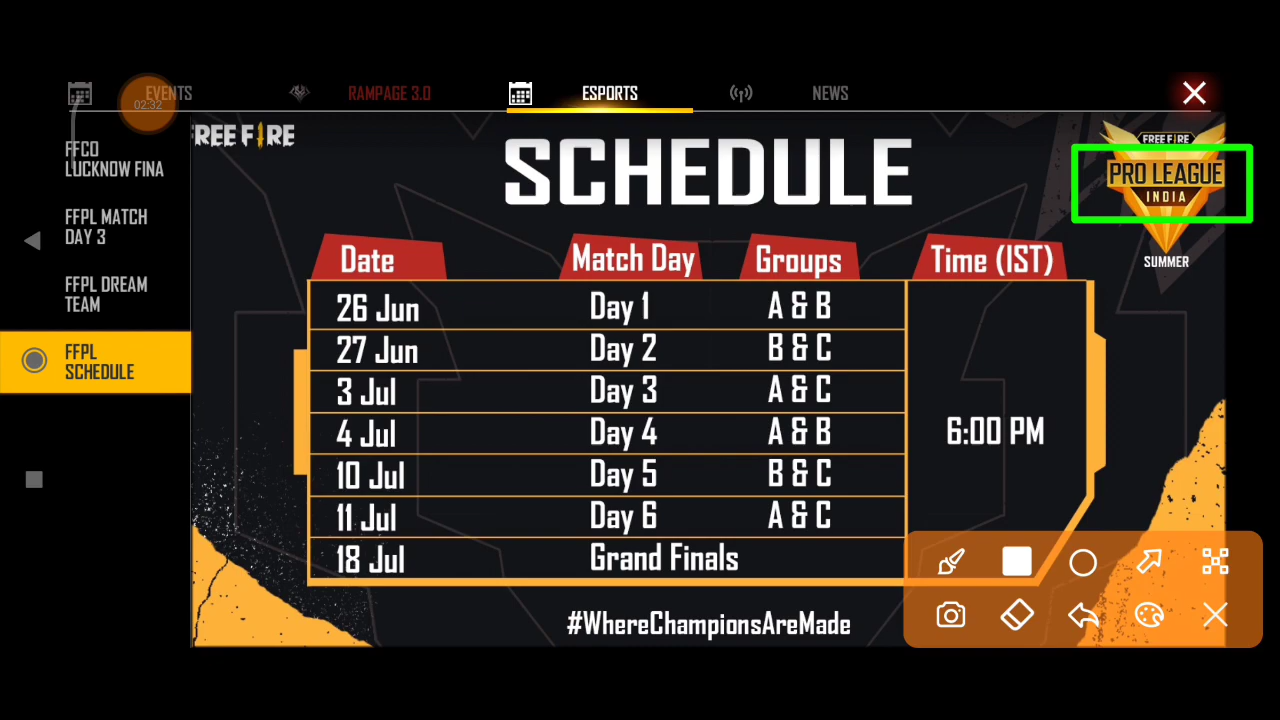 EVENTS
RAMPAGE 3.0
ESPORTS
NEWS
02:32
FFCO
LUCKNOW FINA
FFPL MATCH
DAY 3
FFPL DREAM
TEAM
FFPL
SCHEDULE
FREE FIRE
SCHEDULE
FREE FIRE
PRO LEAGUE
INDIA
SUMMER
Date Match Day Groups Time (IST)
26 Jun Day 1 A & B
27 Jun Day 2 B & C
3 Jul Day 3 A & C
4 Jul Day 4 A & B
6:00 PM
10 Jul Day 5 B & C
11 Jul Day 6 A & C
18 Jul Grand Finals
#WhereChampionsAreMade